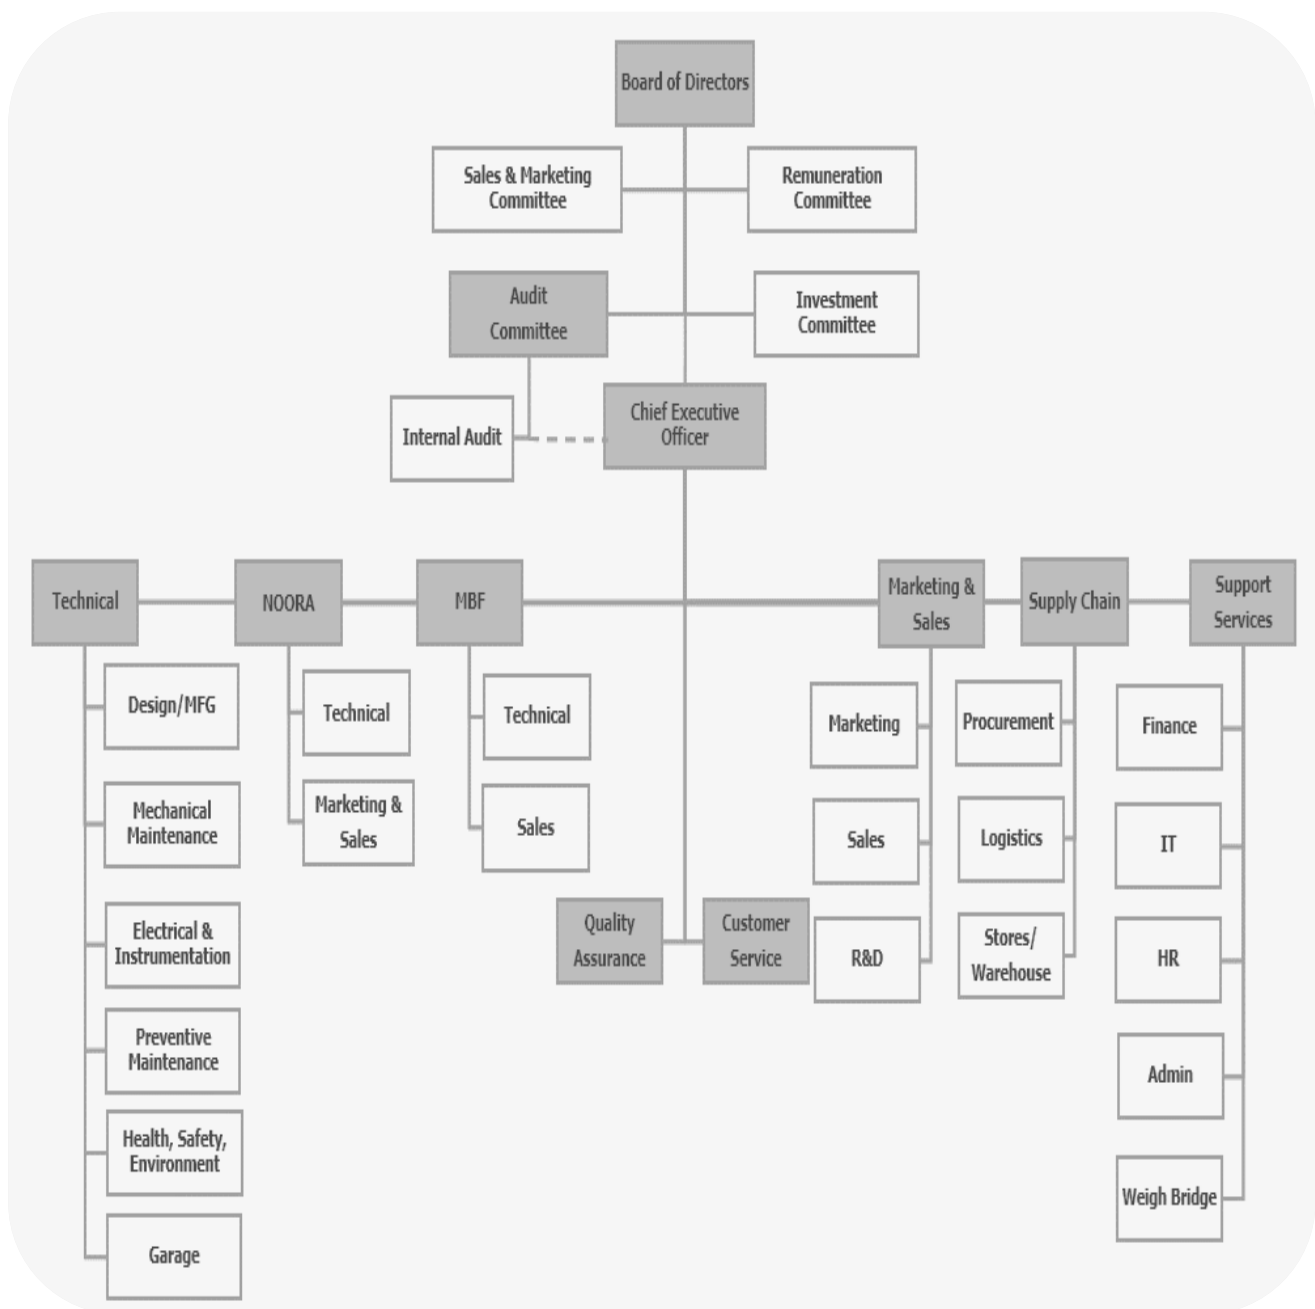 Board of Directors
Sales & Marketing
Committee
Remuneration
Committee
Audit
Committee
Investment
Committee
Chief Executive
Officer
Internal Audit
Technical
NOORA
MBF
Marketing &
Sales
Supply Chain
Support
Services
Design/MFG
Mechanical
Maintenance
Electrical &
Instrumentation
Preventive
Maintenance
Health, Safety,
Environment
Garage
Technical
Marketing &
Sales
Technical
Sales
Quality
Assurance
Customer
Service
Marketing
Sales
R&D
Procurement
Logistics
Stores/
Warehouse
Finance
IT
HR
Admin
Weigh Bridge